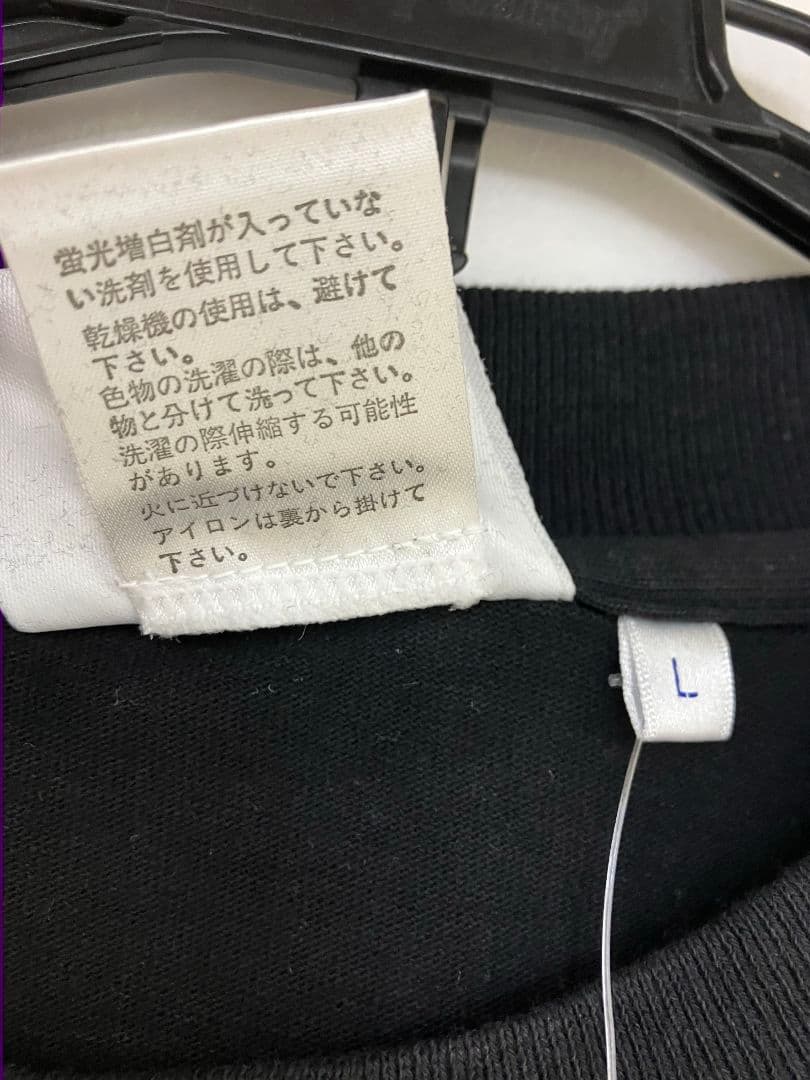 蛍光増白剤が入っていな
い洗剤を使用して下さい。
乾燥機の使用は、避けて
下さい。
色物の洗濯の際は、他の
物と分けて洗って下さい。
洗濯の際伸縮する可能性
があります。
火に近づけないで下さい。
アイロンは裏から掛けて
下さい。
L